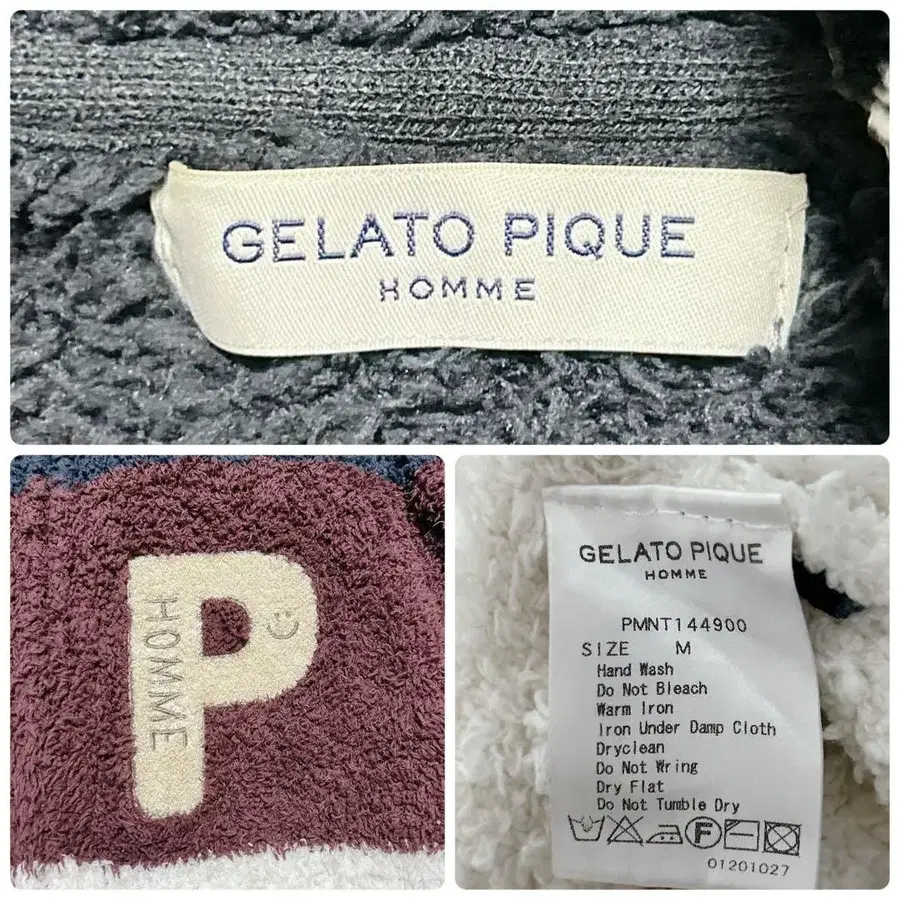 GELATO PIQUE
HOMME
P
HOMME
GELATO PIQUE
HOMME
PMNT144900
SIZE M
Hand Wash
Do Not Bleach
Warm Iron
Iron Under Damp Cloth
Dryclean
Do Not Wring
Dry Flat
Do Not Tumble Dry
F
01201027